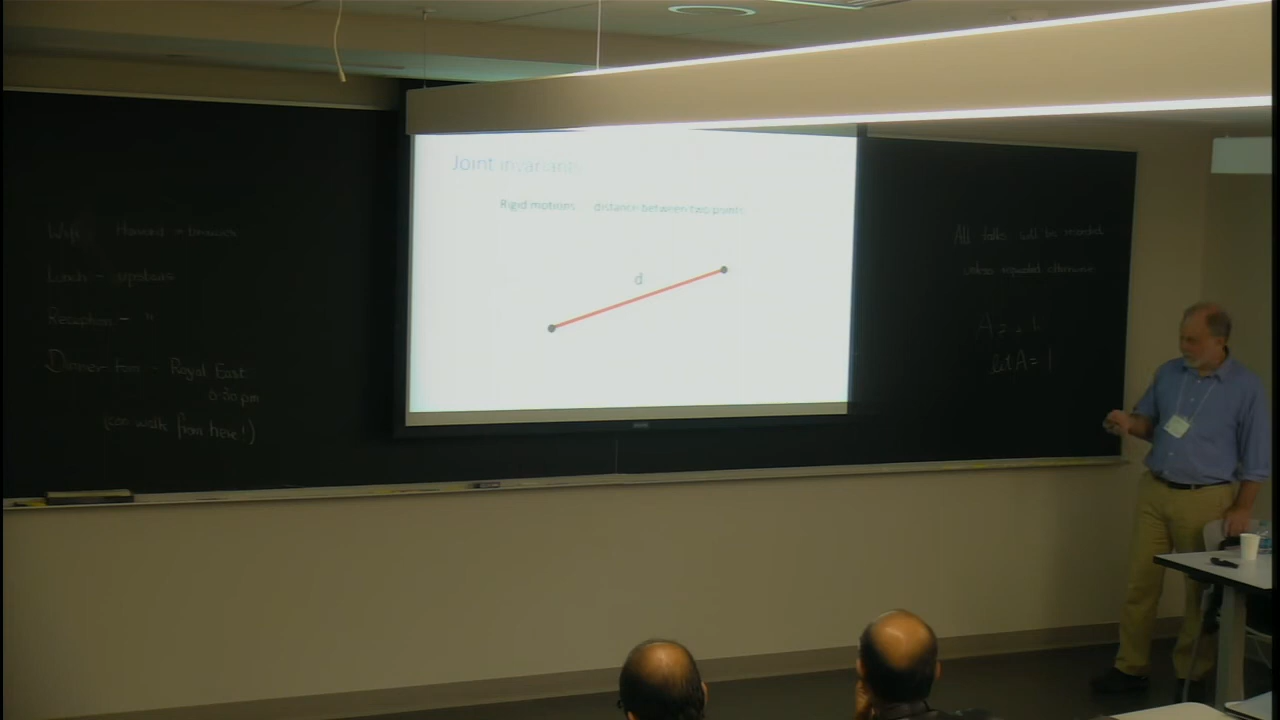 Joint invariants
Rigid motions distance between two points
d
Lunch - upstairs
Reception - "
Dinner - Royal East
6:30 pm
(can walk from here!)
All talks will be recorded
unless requested otherwise
A
let A = 1